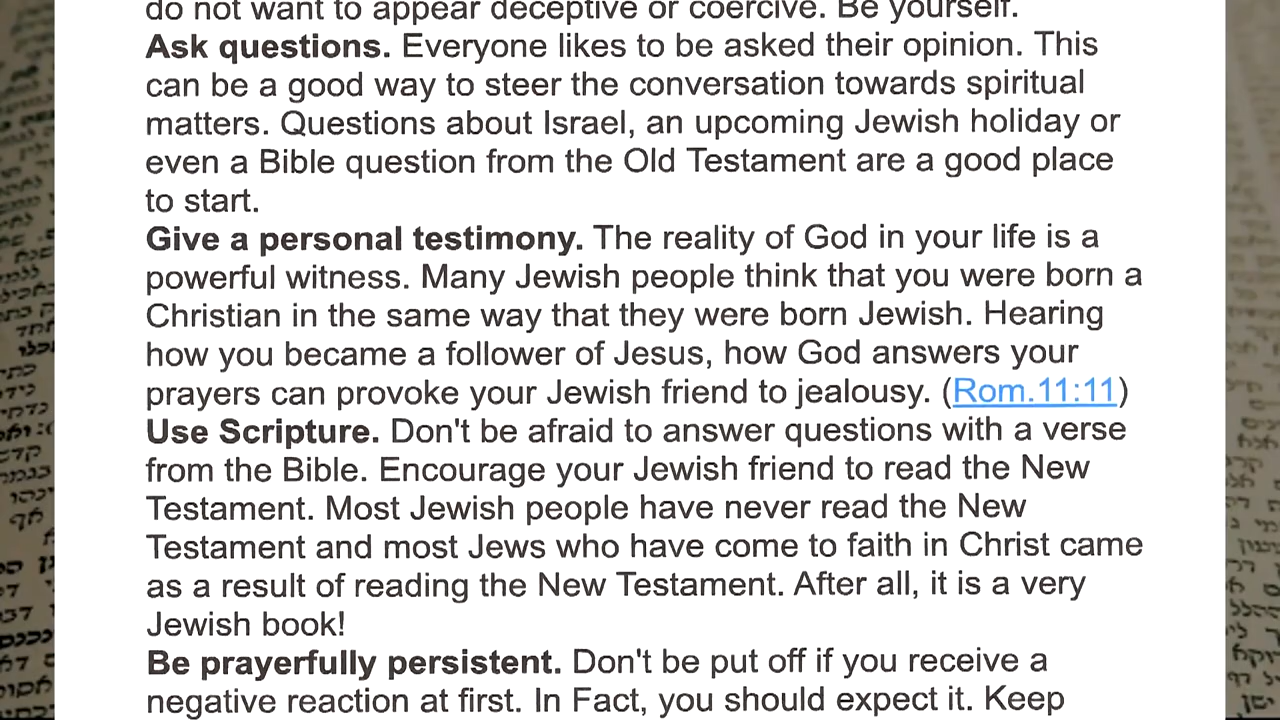 do not want to appear deceptive or coercive. Be yourself.
Ask questions. Everyone likes to be asked their opinion. This
can be a good way to steer the conversation towards spiritual
matters. Questions about Israel, an upcoming Jewish holiday or
even a Bible question from the Old Testament are a good place
to start.
Give a personal testimony. The reality of God in your life is a
powerful witness. Many Jewish people think that you were born a
Christian in the same way that they were born Jewish. Hearing
how you became a follower of Jesus, how God answers your
prayers can provoke your Jewish friend to jealousy. (Rom.11:11)
Use Scripture. Don't be afraid to answer questions with a verse
from the Bible. Encourage your Jewish friend to read the New
Testament. Most Jewish people have never read the New
Testament and most Jews who have come to faith in Christ came
as a result of reading the New Testament. After all, it is a very
Jewish book!
Be prayerfully persistent. Don't be put off if you receive a
negative reaction at first. In Fact, you should expect it. Keep